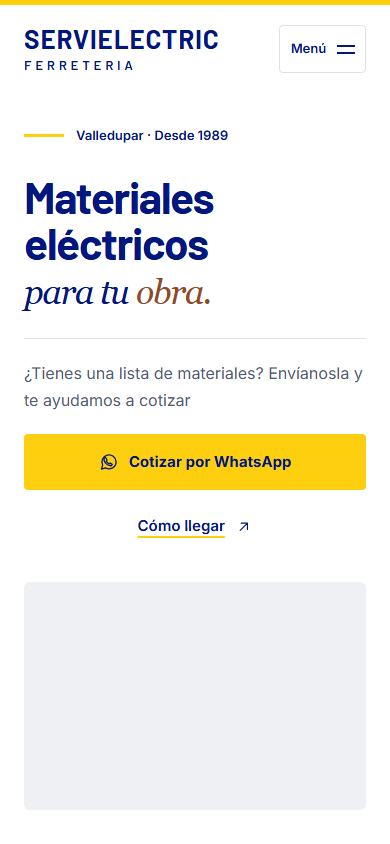 SERVIELECTRIC
FERRETERIA
Menú
Valledupar · Desde 1989
Materiales
eléctricos
para tu obra.
¿Tienes una lista de materiales? Envíanosla y
te ayudamos a cotizar
Cotizar por WhatsApp
Cómo llegar